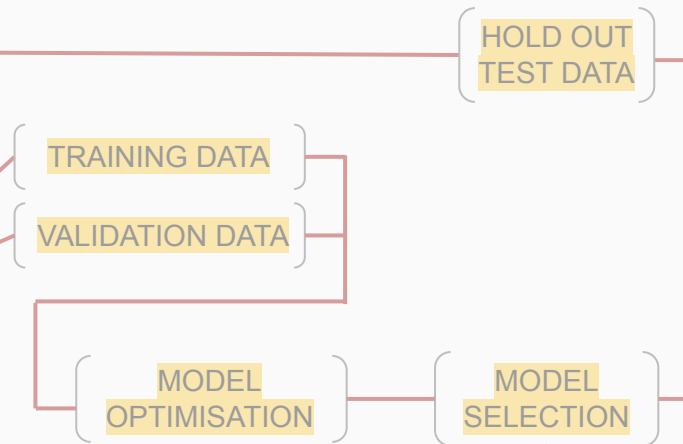 HOLD OUT
TEST DATA
TRAINING DATA
VALIDATION DATA
MODEL
OPTIMISATION
MODEL
SELECTION